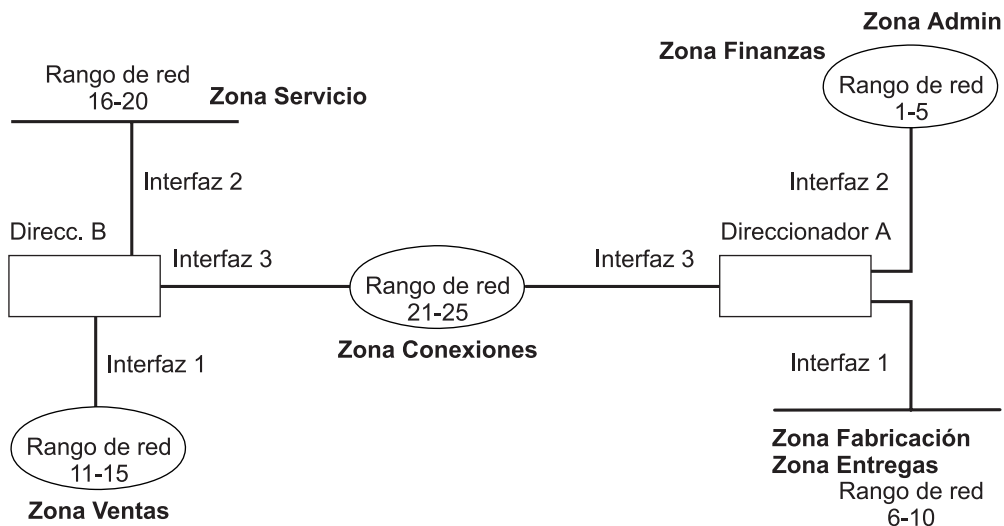 Zona Admin
Zona Finanzas
Rango de red
1-5
Rango de red
16-20
Zona Servicio
Interfaz 2
Interfaz 2
Direcc. B
Direccionador A
Interfaz 3
Interfaz 3
Rango de red
21-25
Zona Conexiones
Interfaz 1
Interfaz 1
Rango de red
11-15
Zona Ventas
Zona Fabricación
Zona Entregas
Rango de red
6-10